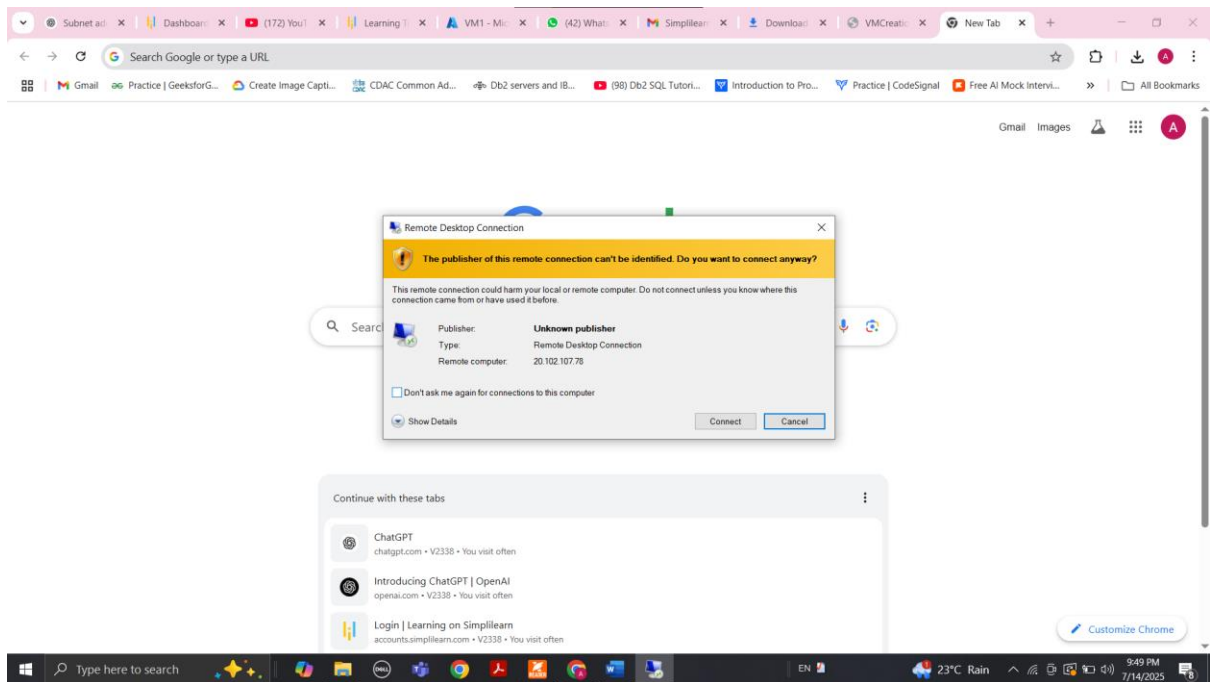 Subnet ad
Dashboard
(172) YouT
Learning T
VM1 - Mic
(42) Whats
Simplilearn
Download
VMCreatio
New Tab
Search Google or type a URL
Gmail
Practice | GeeksforG...
Create Image Capti...
CDAC Common Ad...
Db2 servers and IB...
(98) Db2 SQL Tutori...
Introduction to Pro...
Practice | CodeSignal
Free AI Mock Intervi...
»
All Bookmarks
Gmail Images
A
Remote Desktop Connection
The publisher of this remote connection can't be identified. Do you want to connect anyway?
This remote connection could harm your local or remote computer. Do not connect unless you know where this
connection came from or have used it before.
Searc
Publisher: Unknown publisher
Type: Remote Desktop Connection
Remote computer: 20.102.107.78
Don't ask me again for connections to this computer
Show Details
Connect
Cancel
Continue with these tabs
ChatGPT
chatgpt.com • V2338 • You visit often
Introducing ChatGPT | OpenAI
openai.com • V2338 • You visit often
Login | Learning on Simplilearn
accounts.simplilearn.com • V2338 • You visit often
Customize Chrome
Type here to search
DELL
EN
23°C Rain
9:49 PM
7/14/2025
8